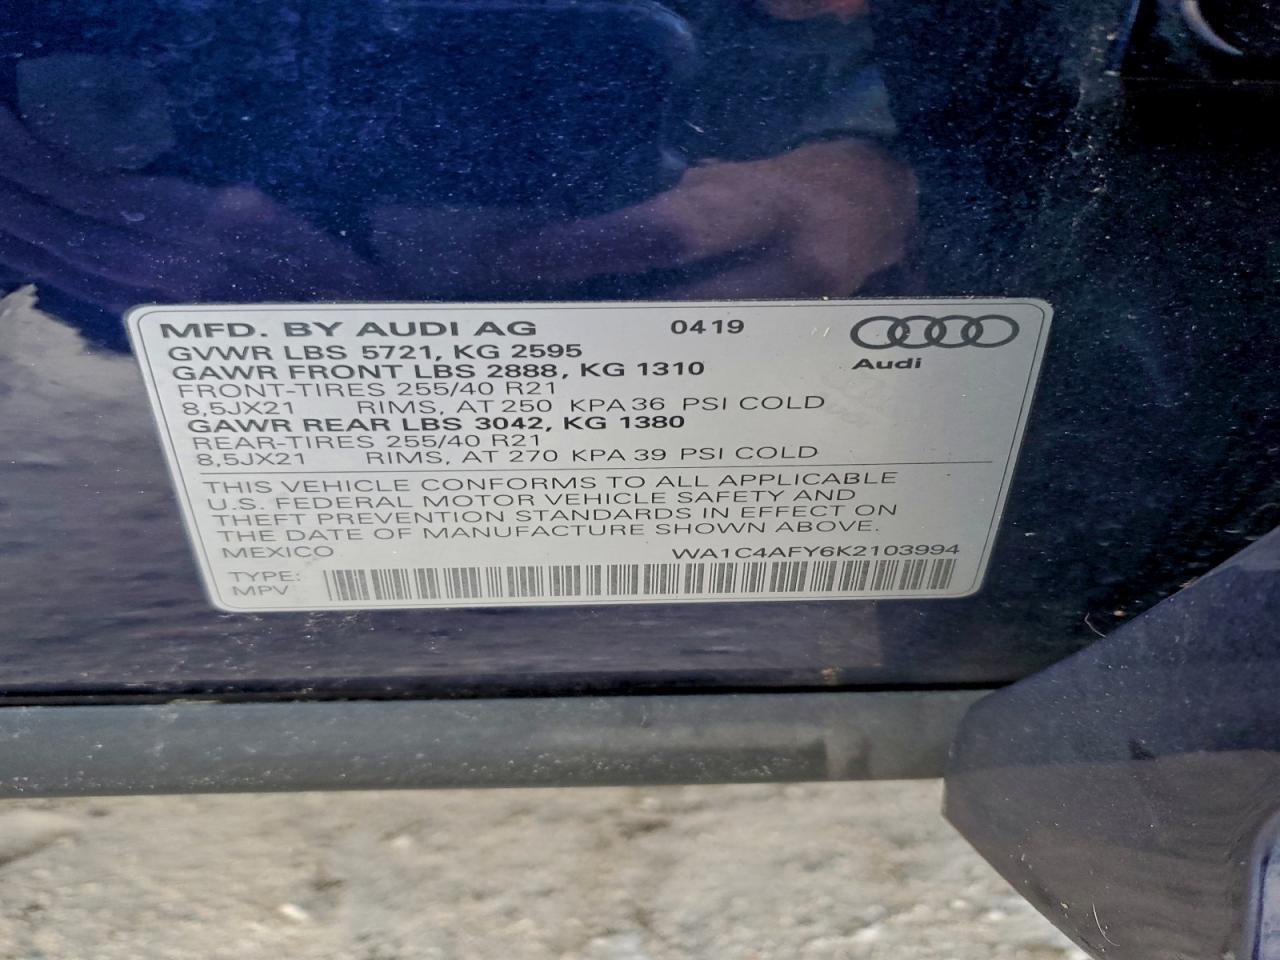 MFD. BY AUDI AG 0419
Audi
GVWR LBS 5721, KG 2595
GAWR FRONT LBS 2888, KG 1310
FRONT-TIRES 255/40 R21
8,5JX21 RIMS, AT 250 KPA 36 PSI COLD
GAWR REAR LBS 3042, KG 1380
REAR-TIRES 255/40 R21
8,5JX21 RIMS, AT 270 KPA 39 PSI COLD
THIS VEHICLE CONFORMS TO ALL APPLICABLE
U.S. FEDERAL MOTOR VEHICLE SAFETY AND
THEFT PREVENTION STANDARDS IN EFFECT ON
THE DATE OF MANUFACTURE SHOWN ABOVE.
MEXICO WA1C4AFY6K2103994
TYPE:
MPV